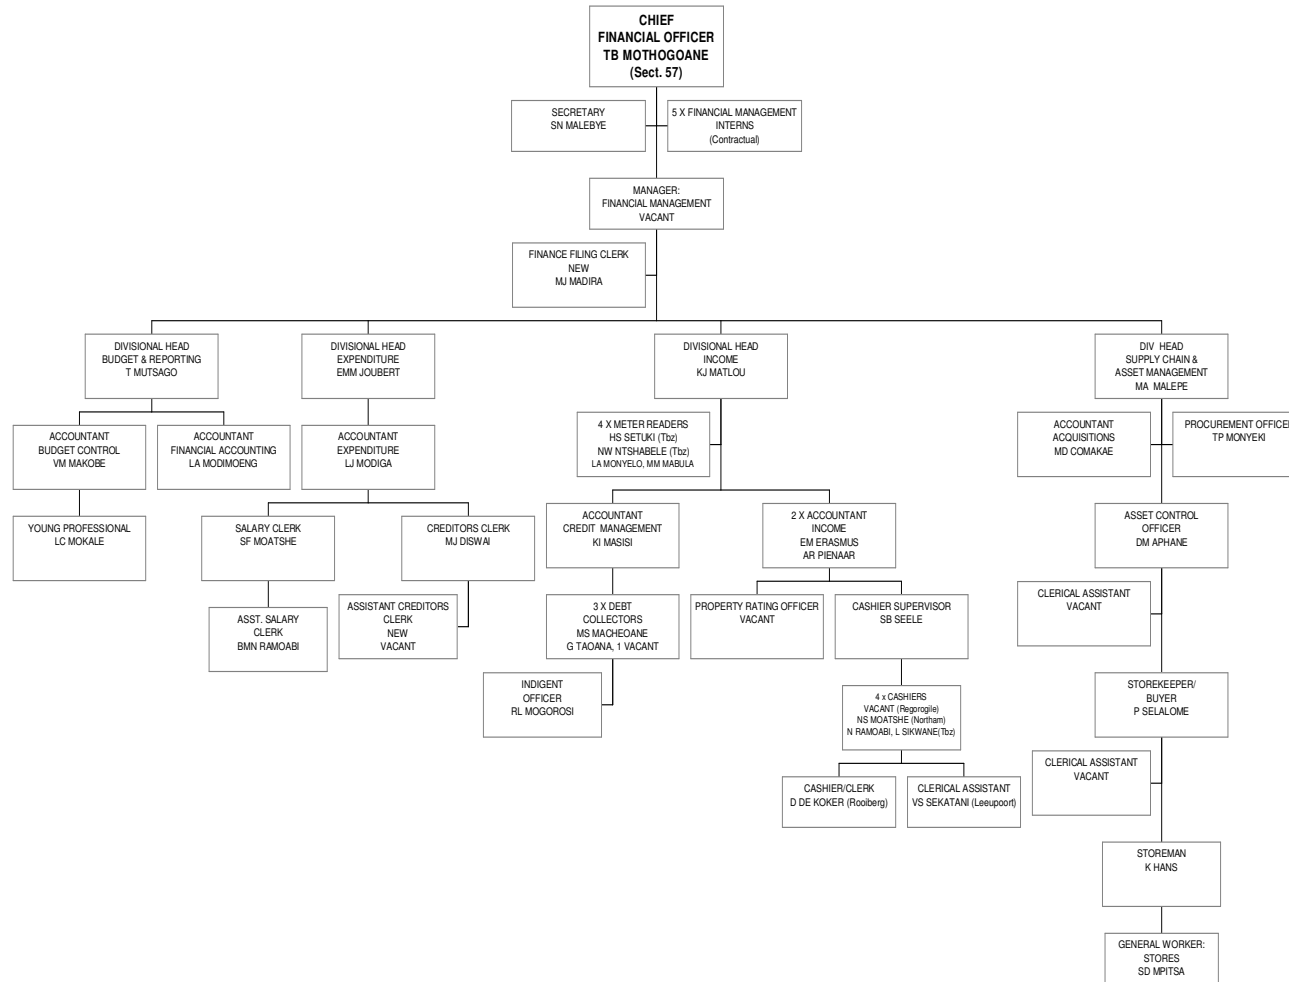 CHIEF
FINANCIAL OFFICER
TB MOTHOGOANE
(Sect. 57)
SECRETARY
SN MALEBYE
5 X FINANCIAL MANAGEMENT
INTERNS
(Contractual)
MANAGER:
FINANCIAL MANAGEMENT
VACANT
FINANCE FILING CLERK
NEW
MJ MADIRA
DIVISIONAL HEAD
BUDGET & REPORTING
T MUTSAGO
DIVISIONAL HEAD
EXPENDITURE
EMM JOUBERT
DIVISIONAL HEAD
INCOME
KJ MATLOU
DIV HEAD
SUPPLY CHAIN &
ASSET MANAGEMENT
MA MALEPE
ACCOUNTANT
BUDGET CONTROL
VM MAKOBE
ACCOUNTANT
FINANCIAL ACCOUNTING
LA MODIMOENG
ACCOUNTANT
EXPENDITURE
LJ MODIGA
4 X METER READERS
HS SETUKI (Tbz)
NW NTSHABELE (Tbz)
LA MONYELO, MM MABULA
ACCOUNTANT
ACQUISITIONS
MD COMAKAE
PROCUREMENT OFFICER
TP MONYEKI
YOUNG PROFESSIONAL
LC MOKALE
SALARY CLERK
SF MOATSHE
CREDITORS CLERK
MJ DISWAI
ACCOUNTANT
CREDIT MANAGEMENT
KI MASISI
2 X ACCOUNTANT
INCOME
EM ERASMUS
AR PIENAAR
ASSET CONTROL
OFFICER
DM APHANE
ASST. SALARY
CLERK
BMN RAMOABI
ASSISTANT CREDITORS
CLERK
NEW
VACANT
3 X DEBT
COLLECTORS
MS MACHEOANE
G TAOANA, 1 VACANT
PROPERTY RATING OFFICER
VACANT
CASHIER SUPERVISOR
SB SEELE
CLERICAL ASSISTANT
VACANT
INDIGENT
OFFICER
RL MOGOROSI
4 x CASHIERS
VACANT (Regorogile)
NS MOATSHE (Northam)
N RAMOABI, L SIKWANE(Tbz)
STOREKEEPER/
BUYER
P SELALOME
CASHIER/CLERK
D DE KOKER (Rooiberg)
CLERICAL ASSISTANT
VS SEKATANI (Leeupoort)
CLERICAL ASSISTANT
VACANT
STOREMAN
K HANS
GENERAL WORKER:
STORES
SD MPITSA